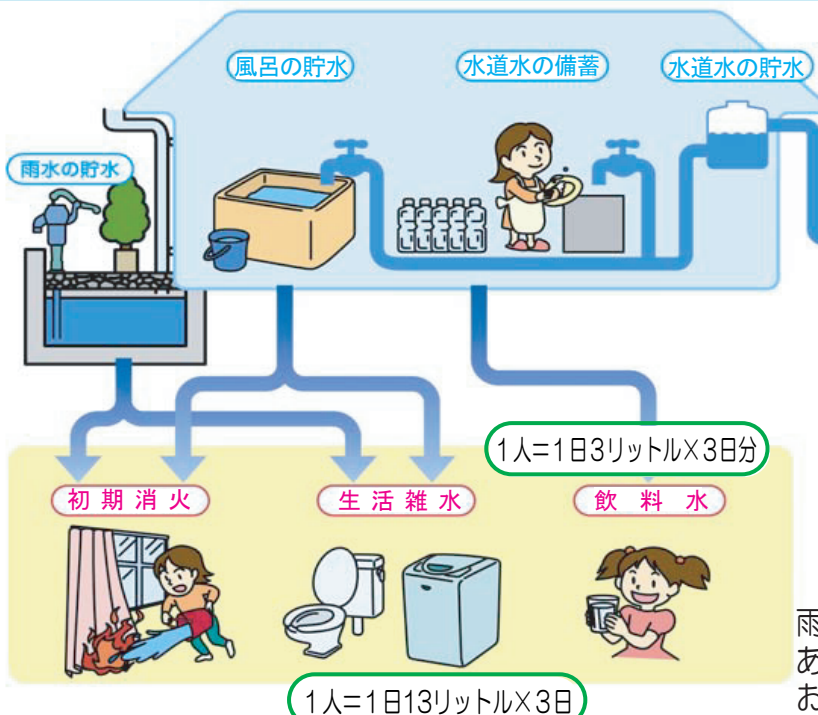 風呂の貯水
水道水の備蓄
水道水の貯水
雨水の貯水
1人=1日3リットル×3日分
初期消火
生活雑水
飲料水
1人=1日13リットル×3日
雨
あ
お